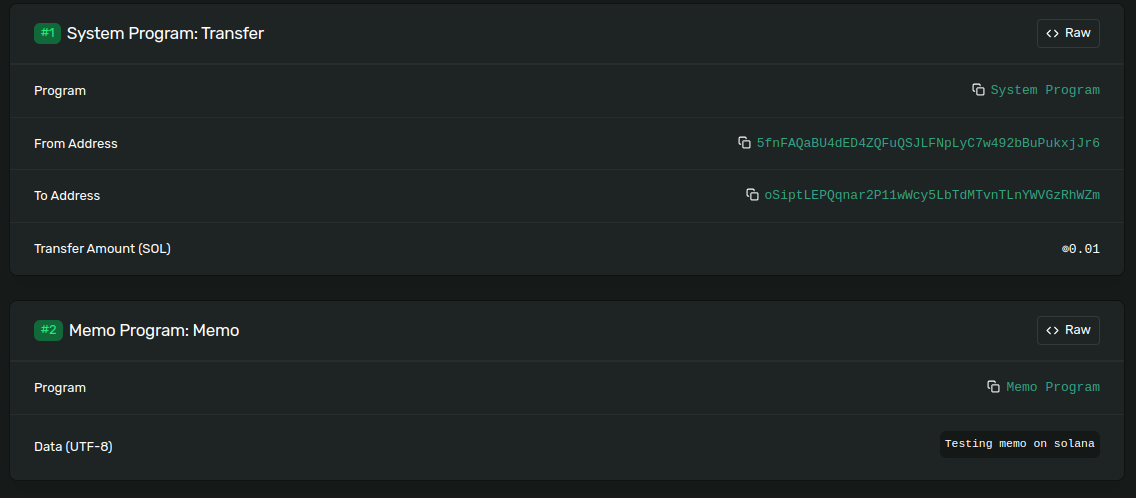 #1 System Program: Transfer
Raw
Program
System Program
From Address
5fnFAQaBU4dED4ZQFuQSJLFNpLyC7w492bBuPukxjJr6
To Address
oSiptLEPQqnar2P11wWcy5LbTdMTvnTLnYWVGzRhWZm
Transfer Amount (SOL)
◎0.01
#2 Memo Program: Memo
Raw
Program
Memo Program
Data (UTF-8)
Testing memo on solana